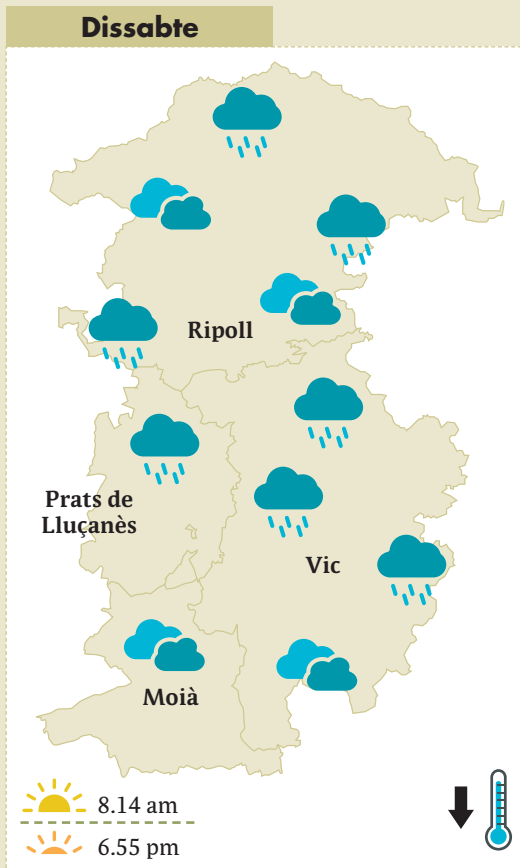 Dissabte
Ripoll
Prats de
Lluçanès
Vic
Moià
8.14 am
6.55 pm